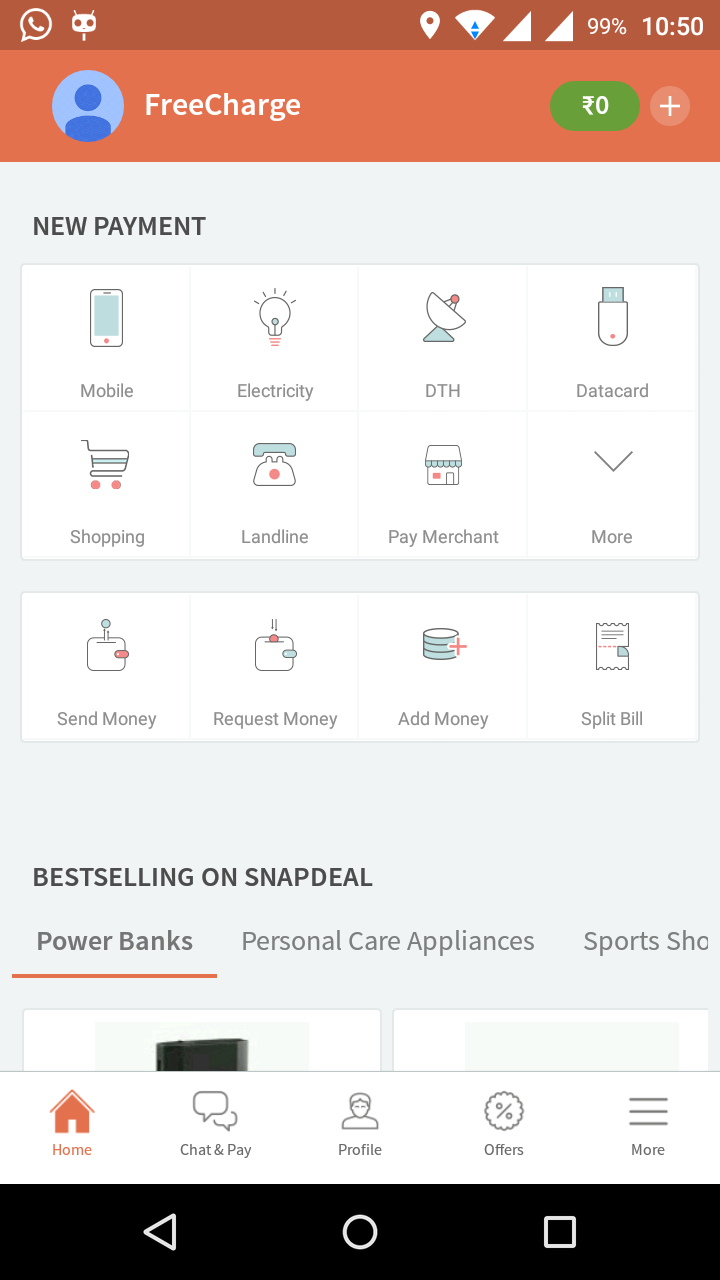 99% 10:50
FreeCharge ₹0
NEW PAYMENT
Mobile Electricity DTH Datacard
Shopping Landline Pay Merchant More
Send Money Request Money Add Money Split Bill
BESTSELLING ON SNAPDEAL
Power Banks Personal Care Appliances Sports Sho
Home Chat & Pay Profile Offers More